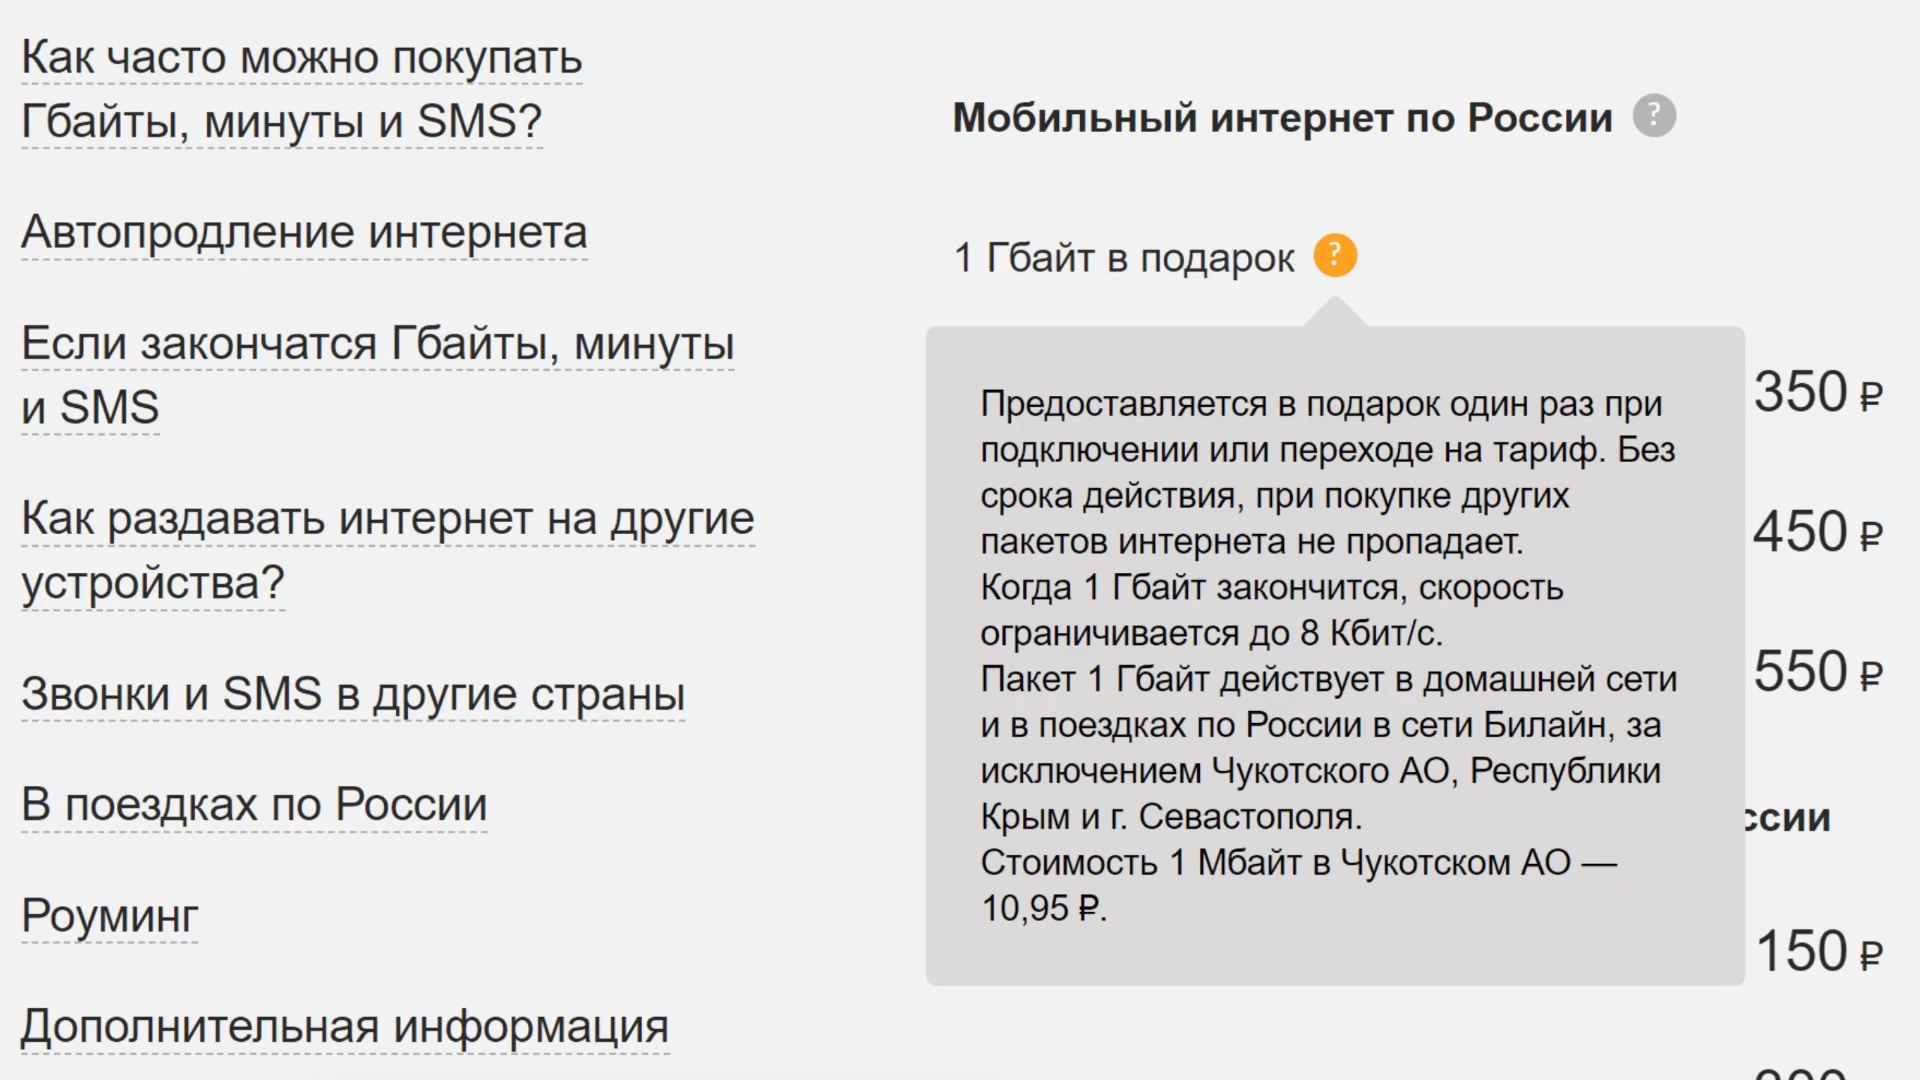 Как часто можно покупать
Гбайты, минуты и SMS?
Автопродление интернета
Если закончатся Гбайты, минуты
и SMS
Как раздавать интернет на другие
устройства?
Звонки и SMS в другие страны
В поездках по России
Роуминг
Дополнительная информация
Мобильный интернет по России ?
1 Гбайт в подарок ?
Предоставляется в подарок один раз при
подключении или переходе на тариф. Без
срока действия, при покупке других
пакетов интернета не пропадает.
Когда 1 Гбайт закончится, скорость
ограничивается до 8 Кбит/с.
Пакет 1 Гбайт действует в домашней сети
и в поездках по России в сети Билайн, за
исключением Чукотского АО, Республики
Крым и г. Севастополя.
Стоимость 1 Мбайт в Чукотском АО —
10,95 ₽.
350 ₽
450 ₽
550 ₽
ссии
150 ₽